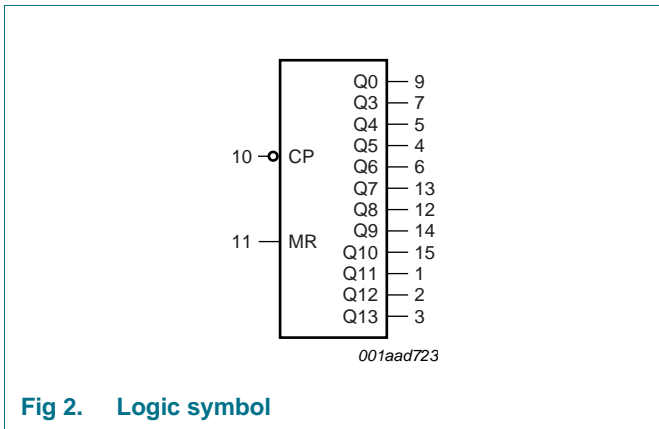 Q0 9
Q3 7
Q4 5
Q5 4
10 CP Q6 6
Q7 13
Q8 12
Q9 14
11 MR Q10 15
Q11 1
Q12 2
Q13 3
001aad723
Fig 2. Logic symbol